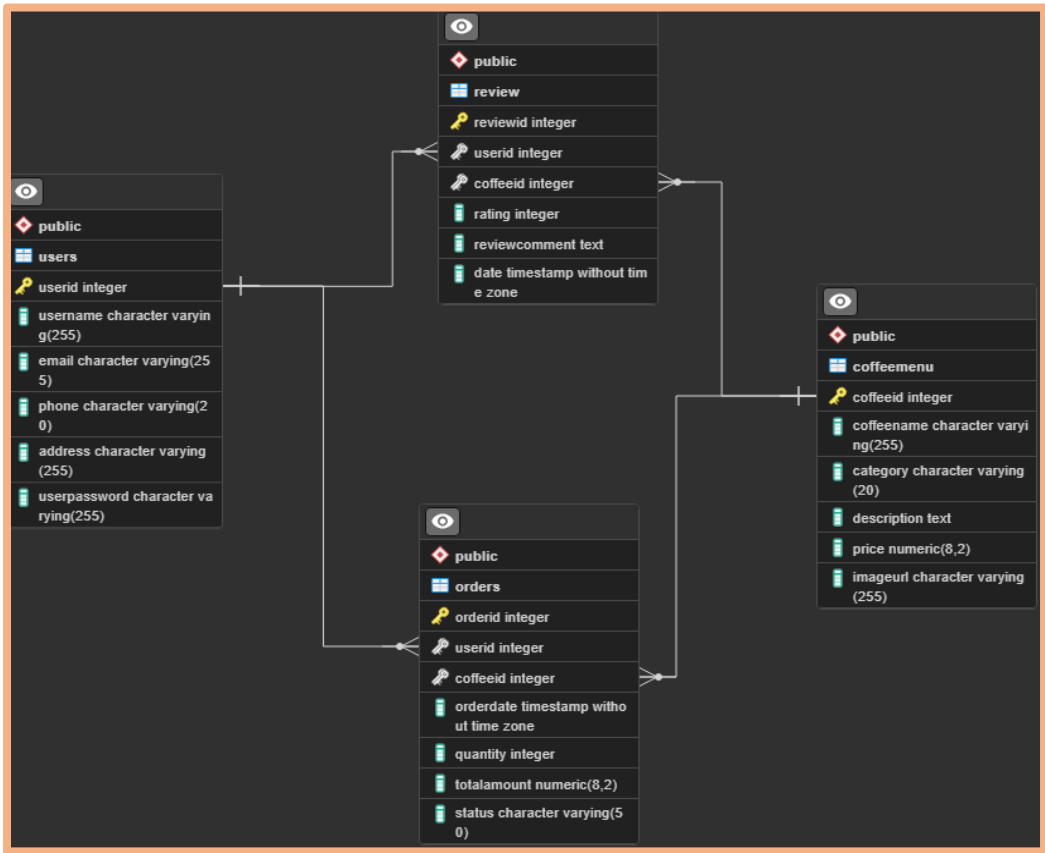 public
review
reviewid integer
userid integer
coffeeid integer
rating integer
reviewcomment text
date timestamp without tim
e zone
public
users
userid integer
username character varyin
g(255)
email character varying(25
5)
phone character varying(2
0)
address character varying
(255)
userpassword character va
rying(255)
public
coffeemenu
coffeeid integer
coffeename character varyi
ng(255)
category character varying
(20)
description text
price numeric(8,2)
imageurl character varying
(255)
public
orders
orderid integer
userid integer
coffeeid integer
orderdate timestamp witho
ut time zone
quantity integer
totalamount numeric(8,2)
status character varying(5
0)